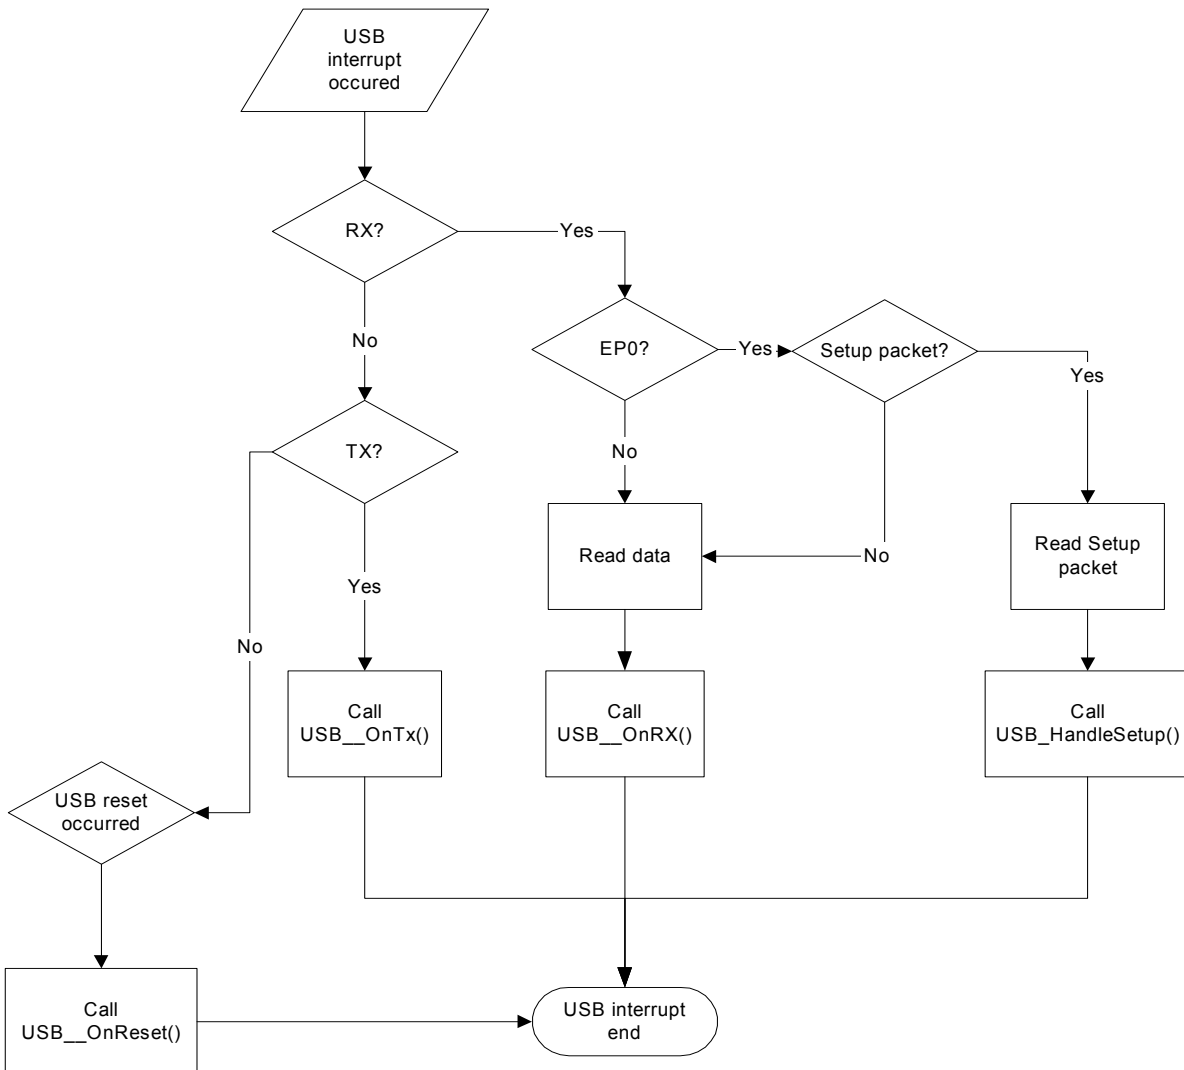 USB
interrupt
occured
RX?
Yes
No
EP0?
Yes
Setup packet?
Yes
TX?
No
No
Read data
No
Read Setup
packet
Yes
No
Call
USB__OnTx()
Call
USB__OnRX()
Call
USB_HandleSetup()
USB reset
occurred
Call
USB__OnReset()
USB interrupt
end